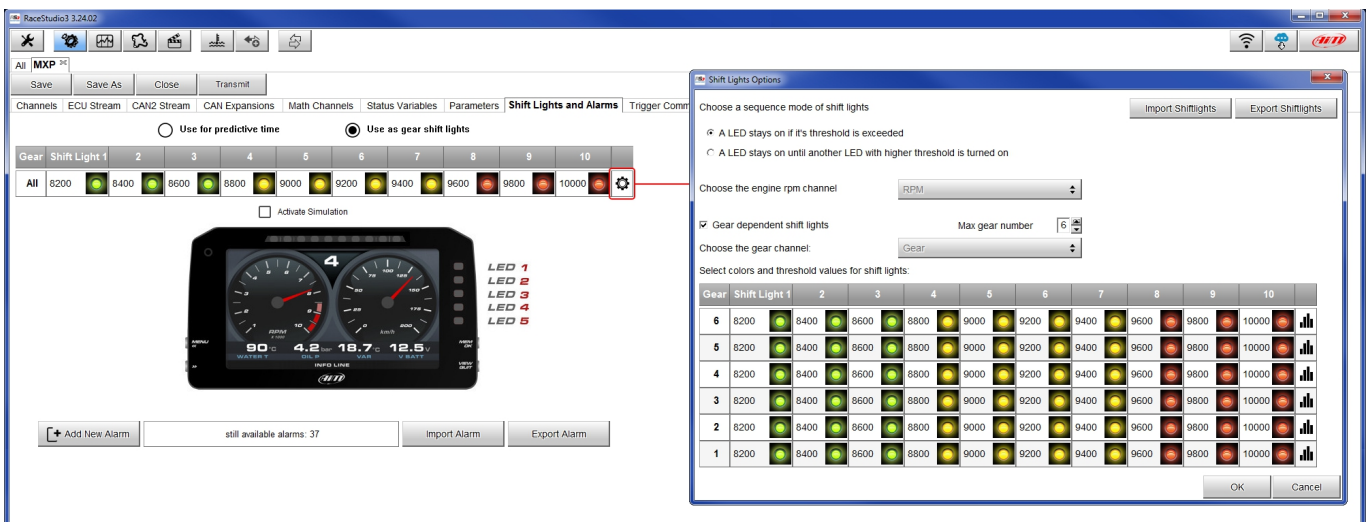 RaceStudio3 3.24.02
AiM
All MXP
Save Save As Close Transmit
Channels ECU Stream CAN2 Stream CAN Expansions Math Channels Status Variables Parameters Shift Lights and Alarms Trigger Comm
Use for predictive time Use as gear shift lights
Gear Shift Light 1 2 3 4 5 6 7 8 9 10
All 8200 8400 8600 8800 9000 9200 9400 9600 9800 10000
Activate Simulation
4
LED 1
LED 2
LED 3
LED 4
LED 5
RPM
x 1000
km/h
MENU
MEM
OK
90 °C 4.2 bar 18.7 °C 12.5 V
WATER T OIL P VAR V BATT
VIEW
QUIT
INFO LINE
AiM
Add New Alarm still available alarms: 37 Import Alarm Export Alarm
Shift Lights Options
Choose a sequence mode of shift lights Import Shiftlights Export Shiftlights
A LED stays on if it's threshold is exceeded
A LED stays on until another LED with higher threshold is turned on
Choose the engine rpm channel RPM
Gear dependent shift lights Max gear number 6
Choose the gear channel: Gear
Select colors and threshold values for shift lights:
Gear Shift Light 1 2 3 4 5 6 7 8 9 10
6 8200 8400 8600 8800 9000 9200 9400 9600 9800 10000
5 8200 8400 8600 8800 9000 9200 9400 9600 9800 10000
4 8200 8400 8600 8800 9000 9200 9400 9600 9800 10000
3 8200 8400 8600 8800 9000 9200 9400 9600 9800 10000
2 8200 8400 8600 8800 9000 9200 9400 9600 9800 10000
1 8200 8400 8600 8800 9000 9200 9400 9600 9800 10000
OK Cancel